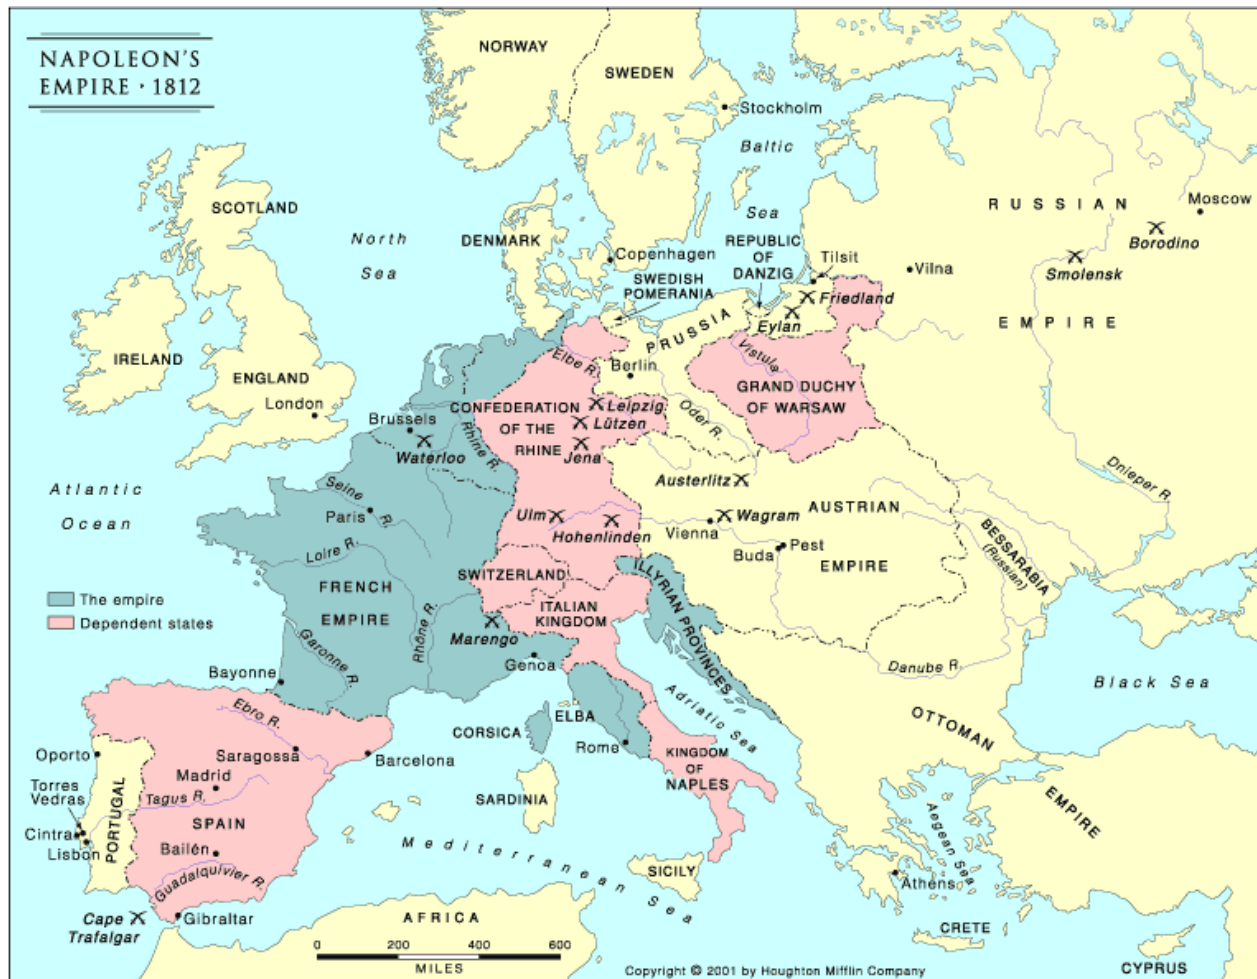 NAPOLEON'S
EMPIRE · 1812
NORWAY
SWEDEN
Stockholm
Baltic
Sea
SCOTLAND
North
Sea
DENMARK
Copenhagen
REPUBLIC
OF
DANZIG
Tilsit
SWEDISH
POMERANIA
RUSSIAN
EMPIRE
Moscow
Borodino
Smolensk
Vilna
Friedland
Eylan
PRUSSIA
Vistula
IRELAND
ENGLAND
London
Elbe R.
Berlin
GRAND DUCHY
OF WARSAW
Oder R.
Brussels
Waterloo
Rhine R.
CONFEDERATION
OF THE
RHINE
Leipzig
Lützen
Jena
Atlantic
Ocean
Seine R.
Paris
Loire R.
Ulm
Hohenlinden
Austerlitz
Wagram
Vienna
AUSTRIAN
EMPIRE
Buda
Pest
Dnieper R.
BESSARABIA
(Russian)
The empire
Dependent states
FRENCH
EMPIRE
SWITZERLAND
ITALIAN
KINGDOM
ILLYRIAN PROVINCES
Garonne R.
Rhône R.
Marengo
Genoa
Bayonne
Danube R.
Black Sea
Ebro R.
CORSICA
ELBA
Rome
Adriatic Sea
OTTOMAN
EMPIRE
Oporto
Saragossa
Barcelona
Madrid
Torres
Vedras
Tagus R.
Cintra
Lisbon
PORTUGAL
SPAIN
Bailén
Guadalquivier R.
SARDINIA
KINGDOM
OF
NAPLES
Mediterranean Sea
SICILY
Aegean Sea
Athens
Cape
Trafalgar
Gibraltar
AFRICA
CRETE
CYPRUS
0 200 400 600
MILES
Copyright © 2001 by Houghton Mifflin Company